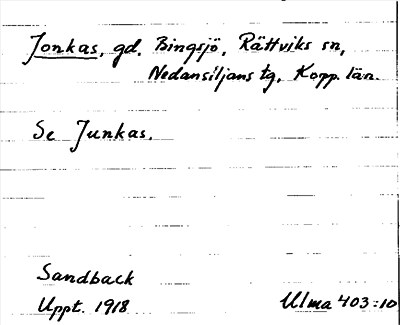 Jonkas, gd. Bingsjö, Rättviks sn,
Nedansiljans tg, Kopp. län.
Se Junkas.
Sandback
Uppt. 1918
Ulma 403:10